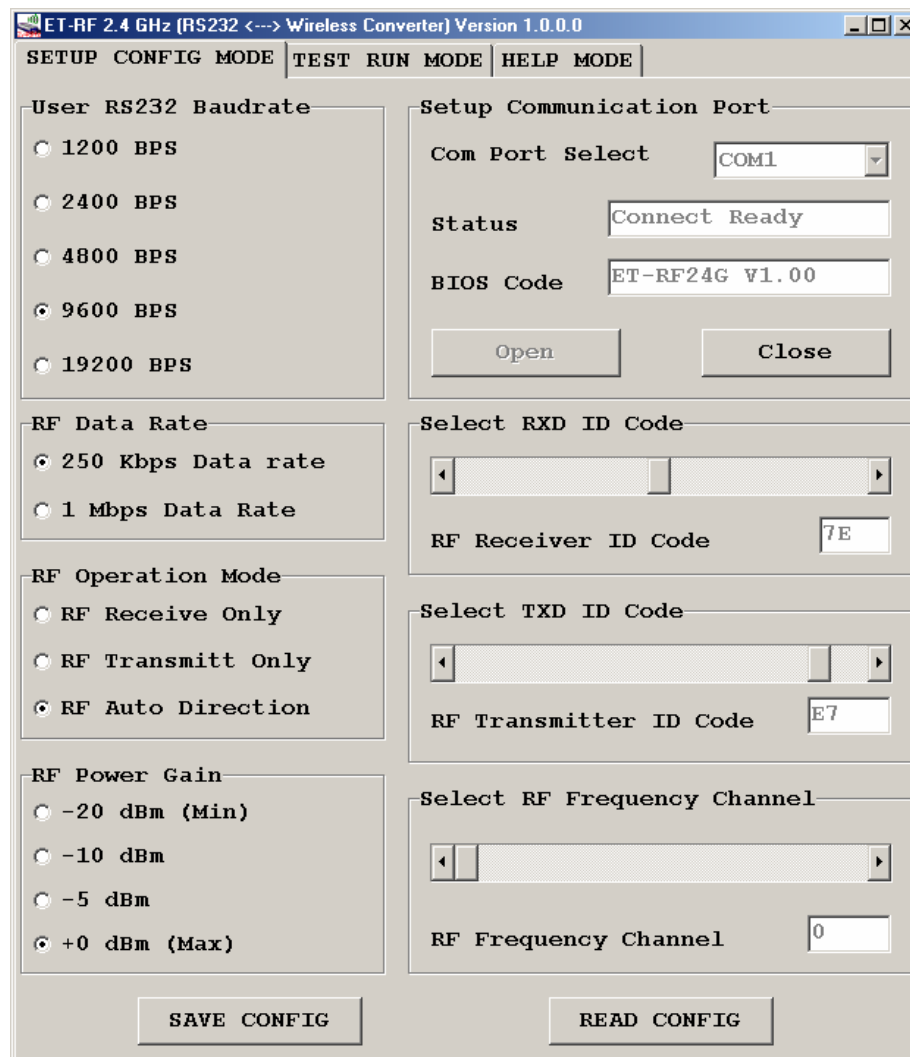 ET-RF 2.4 GHz (RS232 <---> Wireless Converter) Version 1.0.0.0
SETUP CONFIG MODE TEST RUN MODE HELP MODE
User RS232 Baudrate
1200 BPS
2400 BPS
4800 BPS
9600 BPS
19200 BPS
Setup Communication Port
Com Port Select COM1
Status Connect Ready
BIOS Code ET-RF24G V1.00
Open Close
RF Data Rate
250 Kbps Data rate
1 Mbps Data Rate
Select RXD ID Code
RF Receiver ID Code 7E
RF Operation Mode
RF Receive Only
RF Transmitt Only
RF Auto Direction
Select TXD ID Code
RF Transmitter ID Code E7
RF Power Gain
-20 dBm (Min)
-10 dBm
-5 dBm
+0 dBm (Max)
Select RF Frequency Channel
RF Frequency Channel 0
SAVE CONFIG READ CONFIG